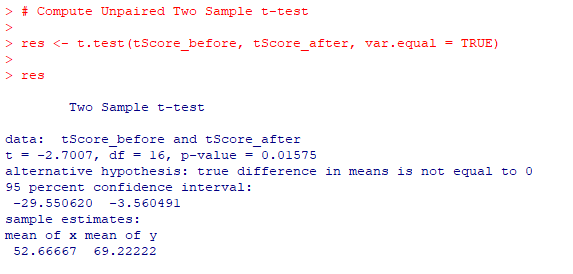 > # Compute Unpaired Two Sample t-test
>
> res <- t.test(tScore_before, tScore_after, var.equal = TRUE)
>
> res
Two Sample t-test
data:  tScore_before and tScore_after
t = -2.7007, df = 16, p-value = 0.01575
alternative hypothesis: true difference in means is not equal to 0
95 percent confidence interval:
-29.550620  -3.560491
sample estimates:
mean of x mean of y
52.66667  69.22222